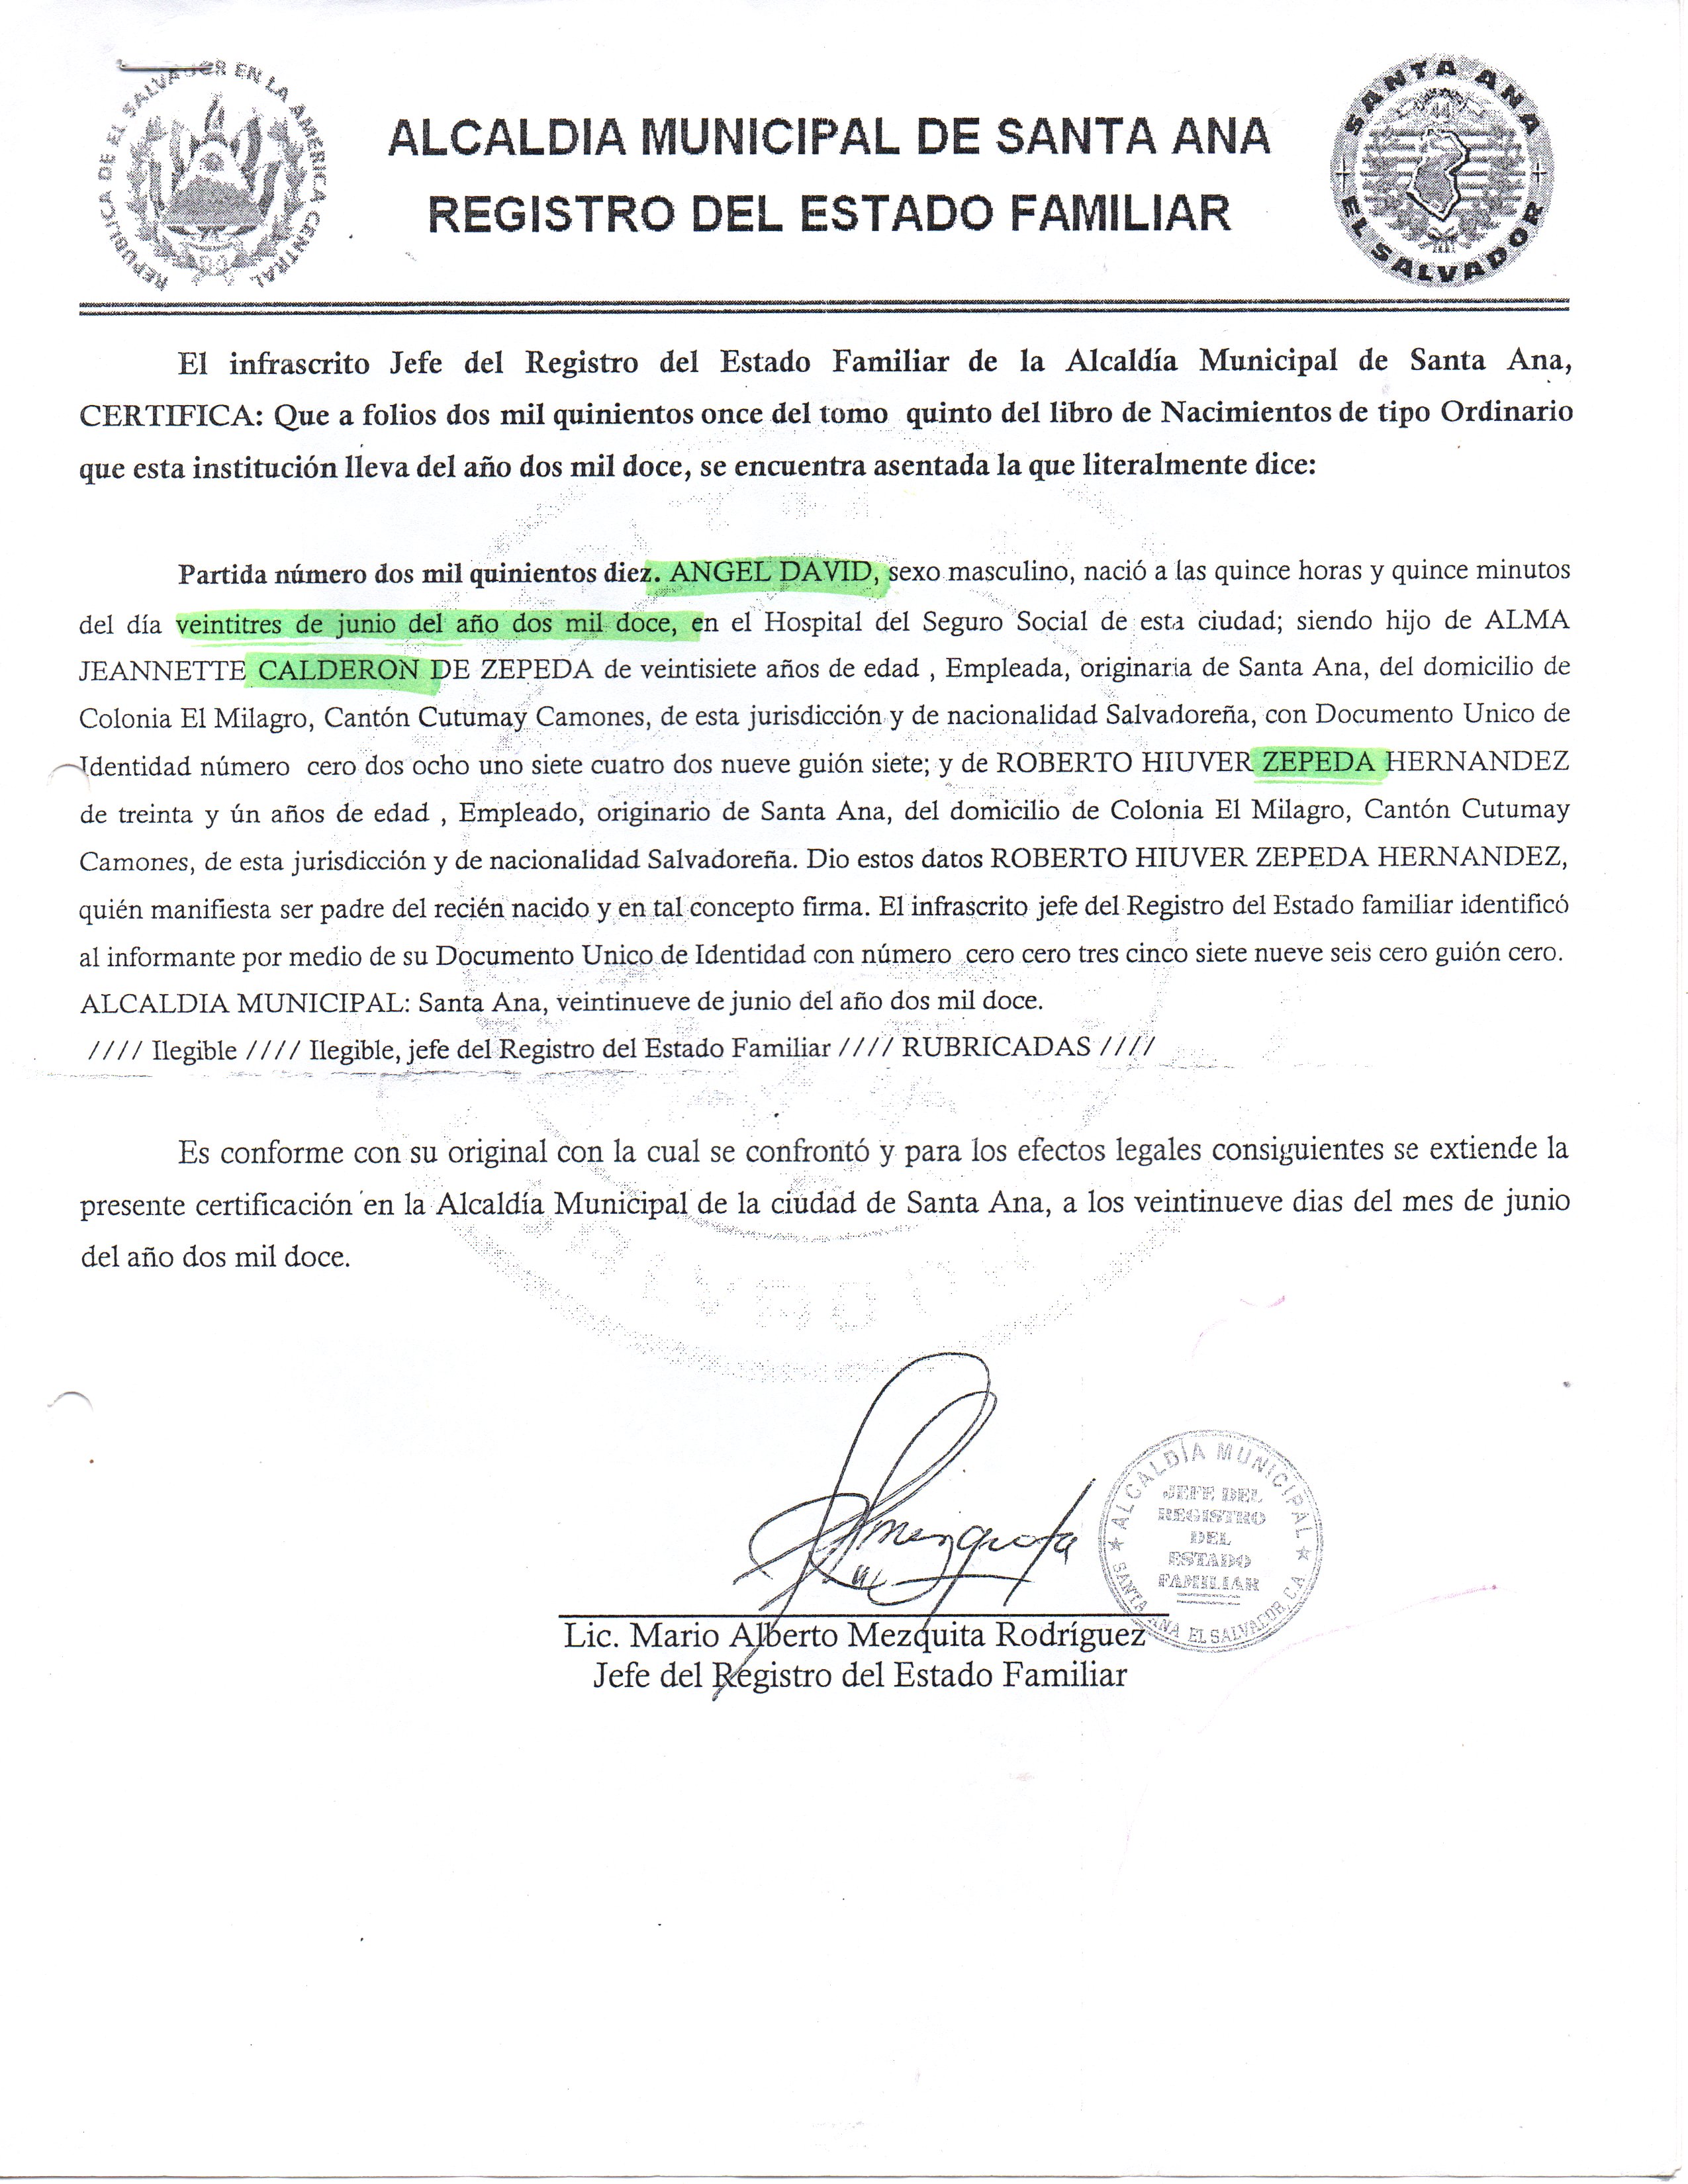 REPUBLICA DE EL SALVADOR EN LA AMERICA CENTRAL
SANTA ANA
EL SALVADOR
ALCALDIA MUNICIPAL DE SANTA ANA
REGISTRO DEL ESTADO FAMILIAR
El infrascrito Jefe del Registro del Estado Familiar de la Alcaldía Municipal de Santa Ana,
CERTIFICA: Que a folios dos mil quinientos once del tomo quinto del libro de Nacimientos de tipo Ordinario
que esta institución lleva del año dos mil doce, se encuentra asentada la que literalmente dice:
Partida número dos mil quinientos diez. ANGEL DAVID, sexo masculino, nació a las quince horas y quince minutos
del día veintitres de junio del año dos mil doce, en el Hospital del Seguro Social de esta ciudad; siendo hijo de ALMA
JEANNETTE CALDERON DE ZEPEDA de veintisiete años de edad , Empleada, originaria de Santa Ana, del domicilio de
Colonia El Milagro, Cantón Cutumay Camones, de esta jurisdicción y de nacionalidad Salvadoreña, con Documento Unico de
Identidad número cero dos ocho uno siete cuatro dos nueve guión siete; y de ROBERTO HIUVER ZEPEDA HERNANDEZ
de treinta y ún años de edad , Empleado, originario de Santa Ana, del domicilio de Colonia El Milagro, Cantón Cutumay
Camones, de esta jurisdicción y de nacionalidad Salvadoreña. Dio estos datos ROBERTO HIUVER ZEPEDA HERNANDEZ,
quién manifiesta ser padre del recién nacido y en tal concepto firma. El infrascrito jefe del Registro del Estado familiar identificó
al informante por medio de su Documento Unico de Identidad con número cero cero tres cinco siete nueve seis cero guión cero.
ALCALDIA MUNICIPAL: Santa Ana, veintinueve de junio del año dos mil doce.
//// Ilegible //// Ilegible, jefe del Registro del Estado Familiar //// RUBRICADAS ////
Es conforme con su original con la cual se confrontó y para los efectos legales consiguientes se extiende la
presente certificación en la Alcaldía Municipal de la ciudad de Santa Ana, a los veintinueve dias del mes de junio
del año dos mil doce.
ALCALDÍA MUNICIPAL
JEFE DEL
REGISTRO
DEL
ESTADO
FAMILIAR
SANTA ANA EL SALVADOR, C.A.
Lic. Mario Alberto Mezquita Rodríguez
Jefe del Registro del Estado Familiar